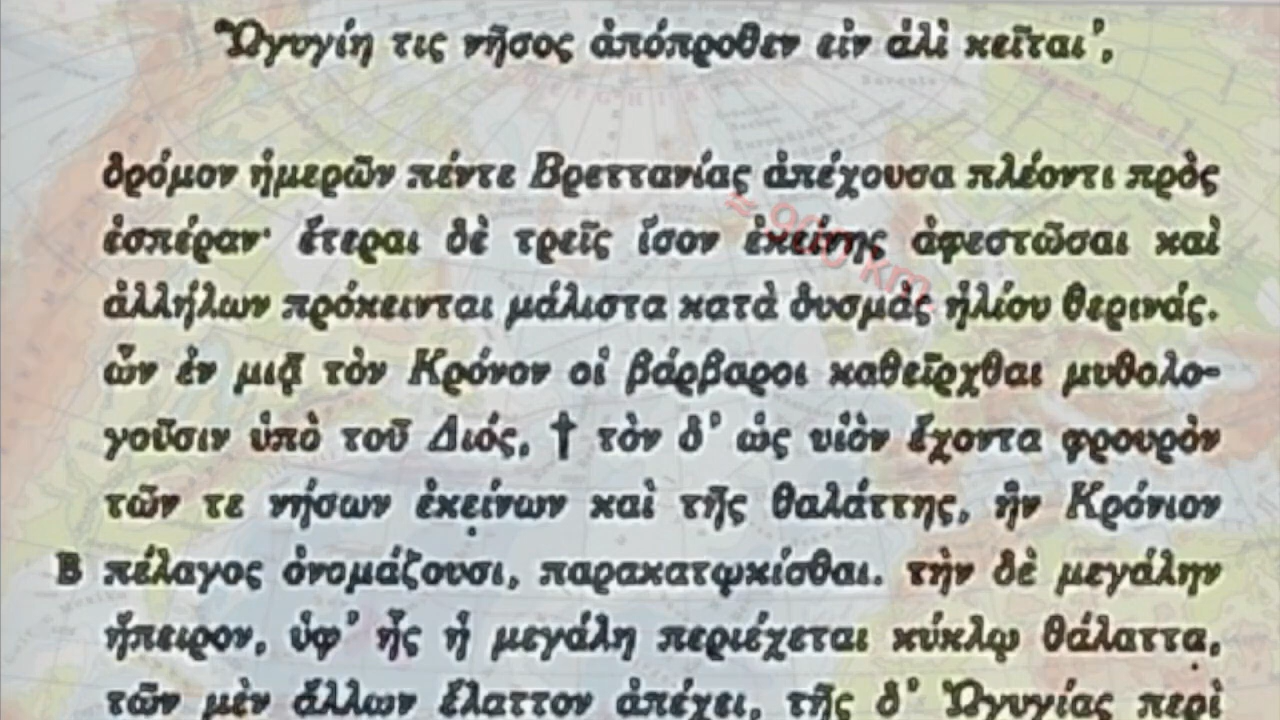 Ὠγυγίη τις νῆσος ἀπόπροθεν εἰν ἁλὶ κεῖται’,
δρόμον ἡμερῶν πέντε Βρεττανίας ἀπέχουσα πλέοντι πρὸς
ἑσπέραν· ἕτεραι δὲ τρεῖς ἴσον ἐκείνης ἀφεστῶσαι καὶ
ἀλλήλων πρόκεινται μάλιστα κατὰ δυσμὰς ἡλίου θερινάς.
ὧν ἐν μιᾷ τὸν Κρόνον οἱ βάρβαροι καθεῖρχθαι μυθολο-
γοῦσιν ὑπὸ τοῦ Διός, † τὸν δ’ ὡς υἱὸν ἔχοντα φρουρὸν
τῶν τε νήσων ἐκείνων καὶ τῆς θαλάττης, ἣν Κρόνιον
B πέλαγος ὀνομάζουσι, παρακατῳκίσθαι. τὴν δὲ μεγάλην
ἤπειρον, ὑφ’ ἧς ἡ μεγάλη περιέχεται κύκλῳ θάλαττα,
τῶν μὲν ἄλλων ἔλαττον ἀπέχει, τῆς δ’ Ὠγυγίας περὶ
≈ 900 km